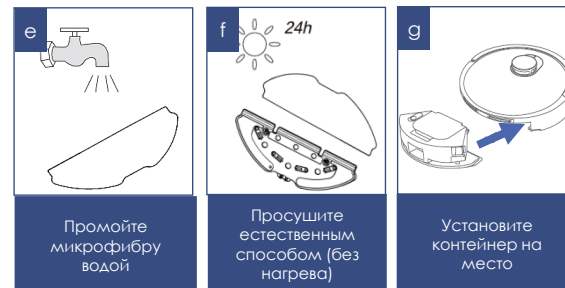 e
f
24h
g
Промойте
микрофибру
водой
Просушите
естественным
способом (без
нагрева)
Установите
контейнер на
место